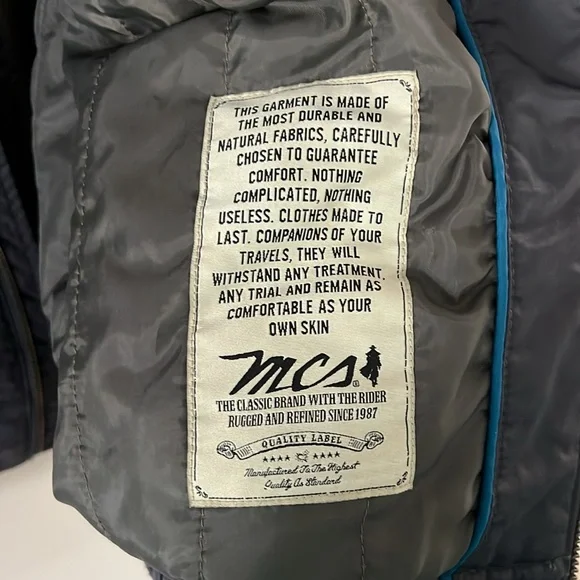 THIS GARMENT IS MADE OF
THE MOST DURABLE AND
NATURAL FABRICS, CAREFULLY
CHOSEN TO GUARANTEE
COMFORT. NOTHING
COMPLICATED, NOTHING
USELESS. CLOTHES MADE TO
LAST. COMPANIONS OF YOUR
TRAVELS, THEY WILL
WITHSTAND ANY TREATMENT.
ANY TRIAL AND REMAIN AS
COMFORTABLE AS YOUR
OWN SKIN
mcs®
THE CLASSIC BRAND WITH THE RIDER
RUGGED AND REFINED SINCE 1987
QUALITY LABEL
Manufactured To The Highest
Quality As Standard